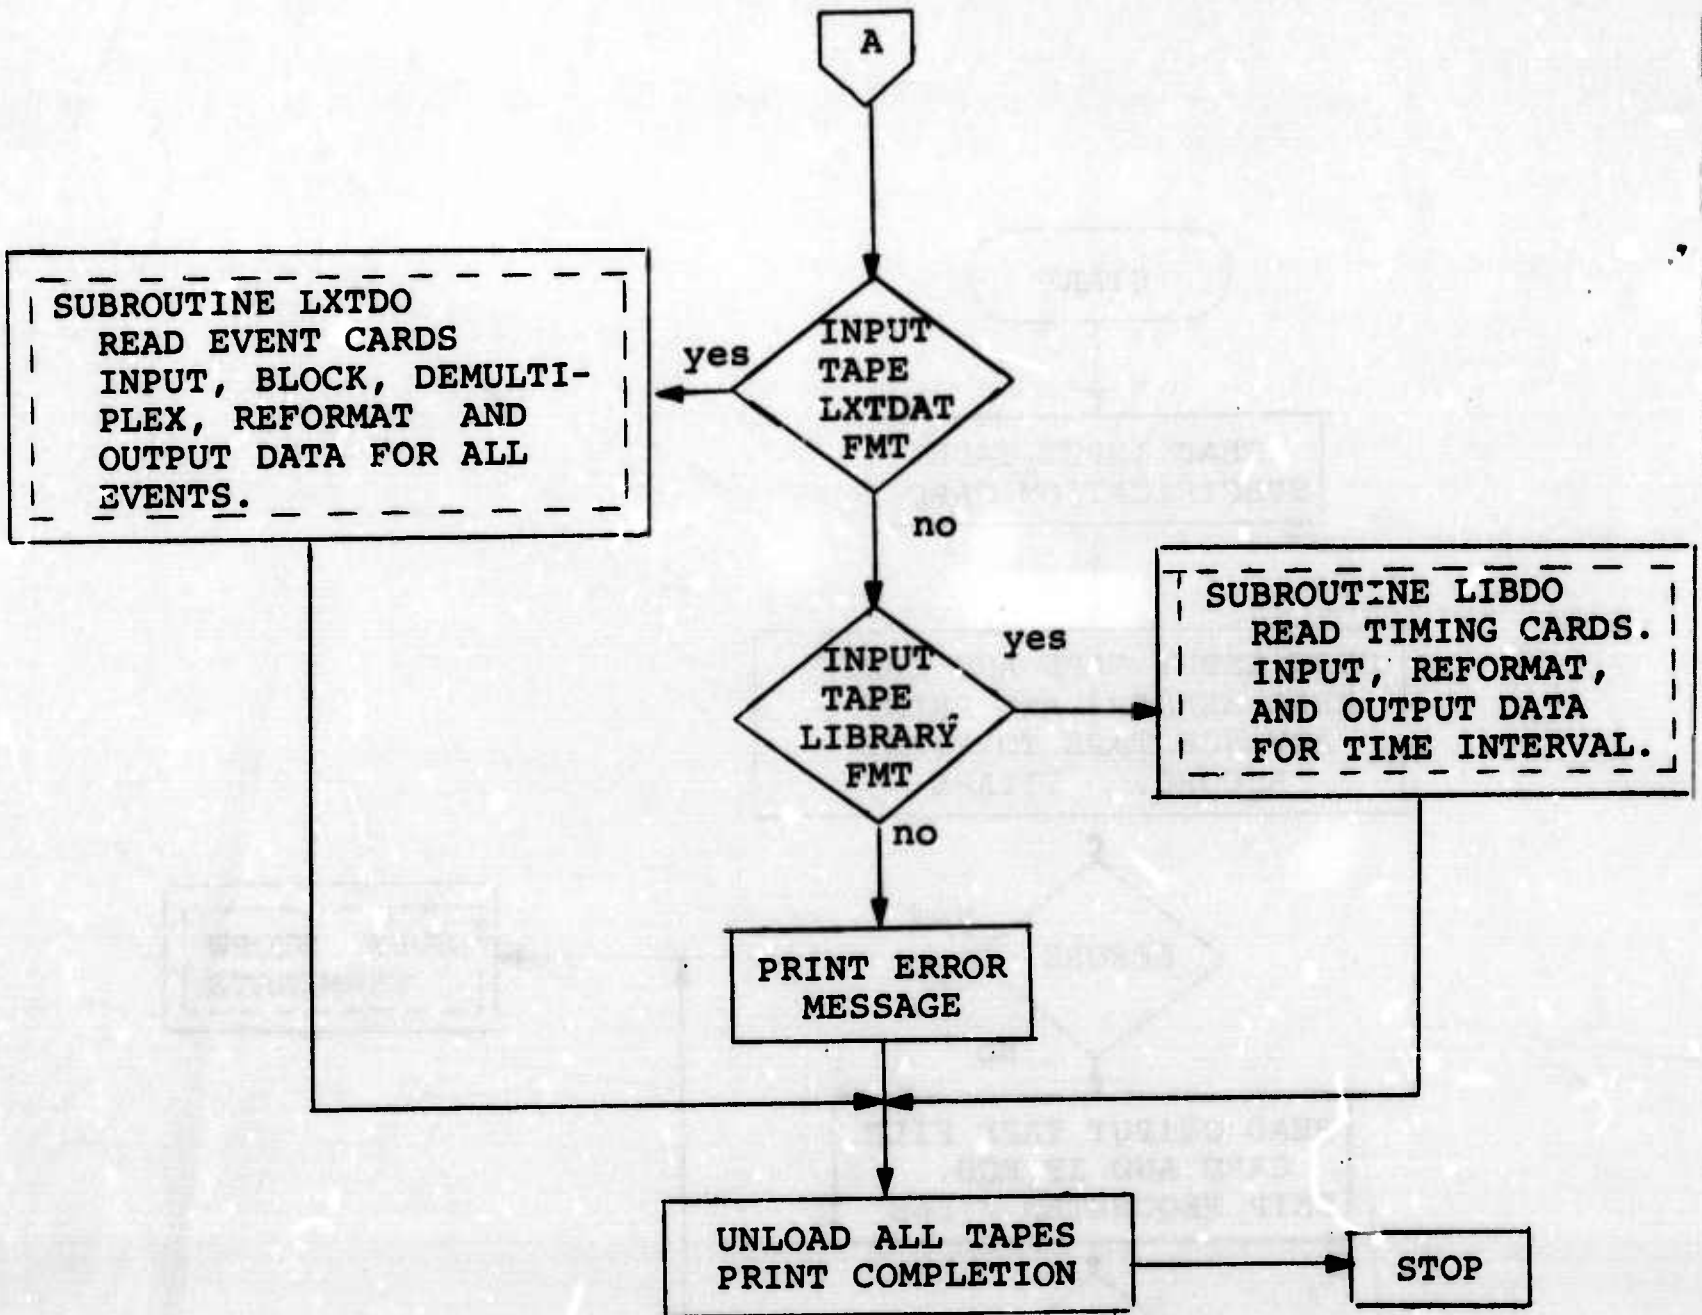 A
INPUT
TAPE
LXTDAT
FMT
yes
no
SUBROUTINE LXTDO
READ EVENT CARDS
INPUT, BLOCK, DEMULTI-
PLEX, REFORMAT AND
OUTPUT DATA FOR ALL
EVENTS.
INPUT
TAPE
LIBRARY
FMT
yes
no
SUBROUTINE LIBDO
READ TIMING CARDS.
INPUT, REFORMAT,
AND OUTPUT DATA
FOR TIME INTERVAL.
PRINT ERROR
MESSAGE
UNLOAD ALL TAPES
PRINT COMPLETION
STOP